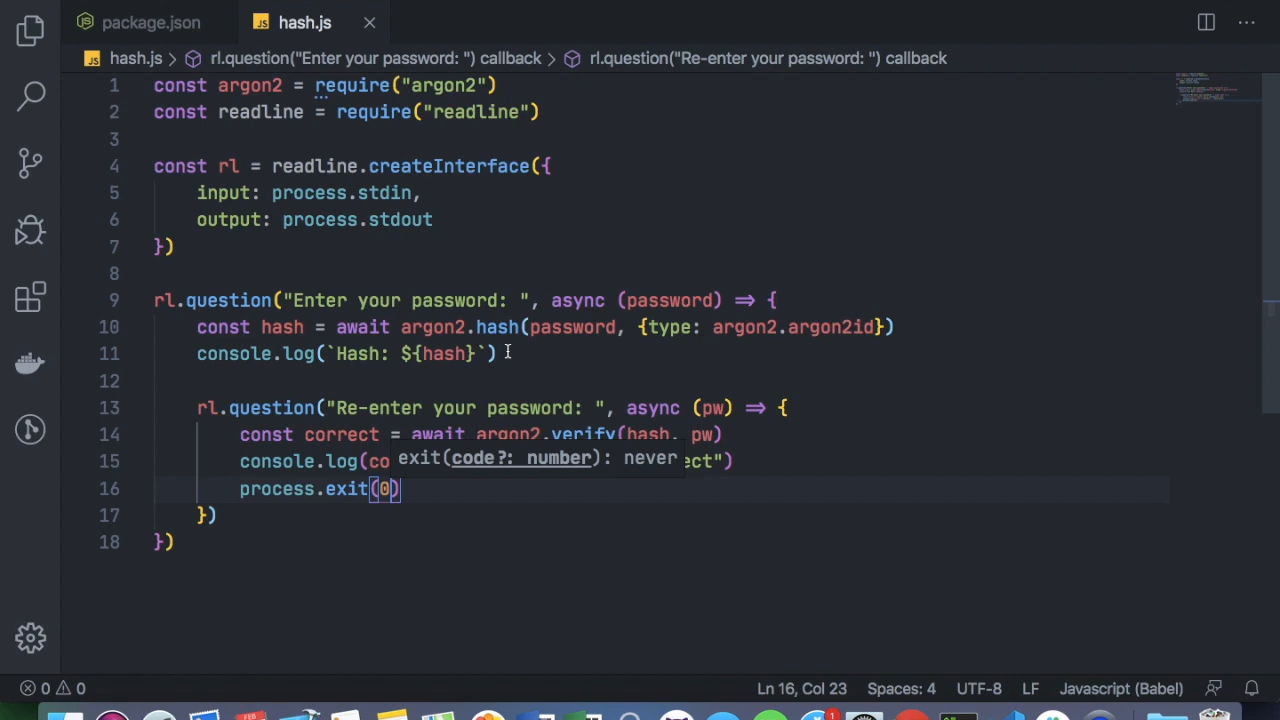 package.json
hash.js
hash.js > rl.question("Enter your password: ") callback > rl.question("Re-enter your password: ") callback
1 const argon2 = require("argon2")
2 const readline = require("readline")
3
4 const rl = readline.createInterface({
5 input: process.stdin,
6 output: process.stdout
7 })
8
9 rl.question("Enter your password: ", async (password) => {
10 const hash = await argon2.hash(password, {type: argon2.argon2id})
11 console.log(`Hash: ${hash}`)
12
13 rl.question("Re-enter your password: ", async (pw) => {
14 const correct = await argon2.verify(hash, pw)
15 console.log(co ect")
exit(code?: number): never
16 process.exit(0)
17 })
18 })
0 0 Ln 16, Col 23 Spaces: 4 UTF-8 LF Javascript (Babel)
FEB 1